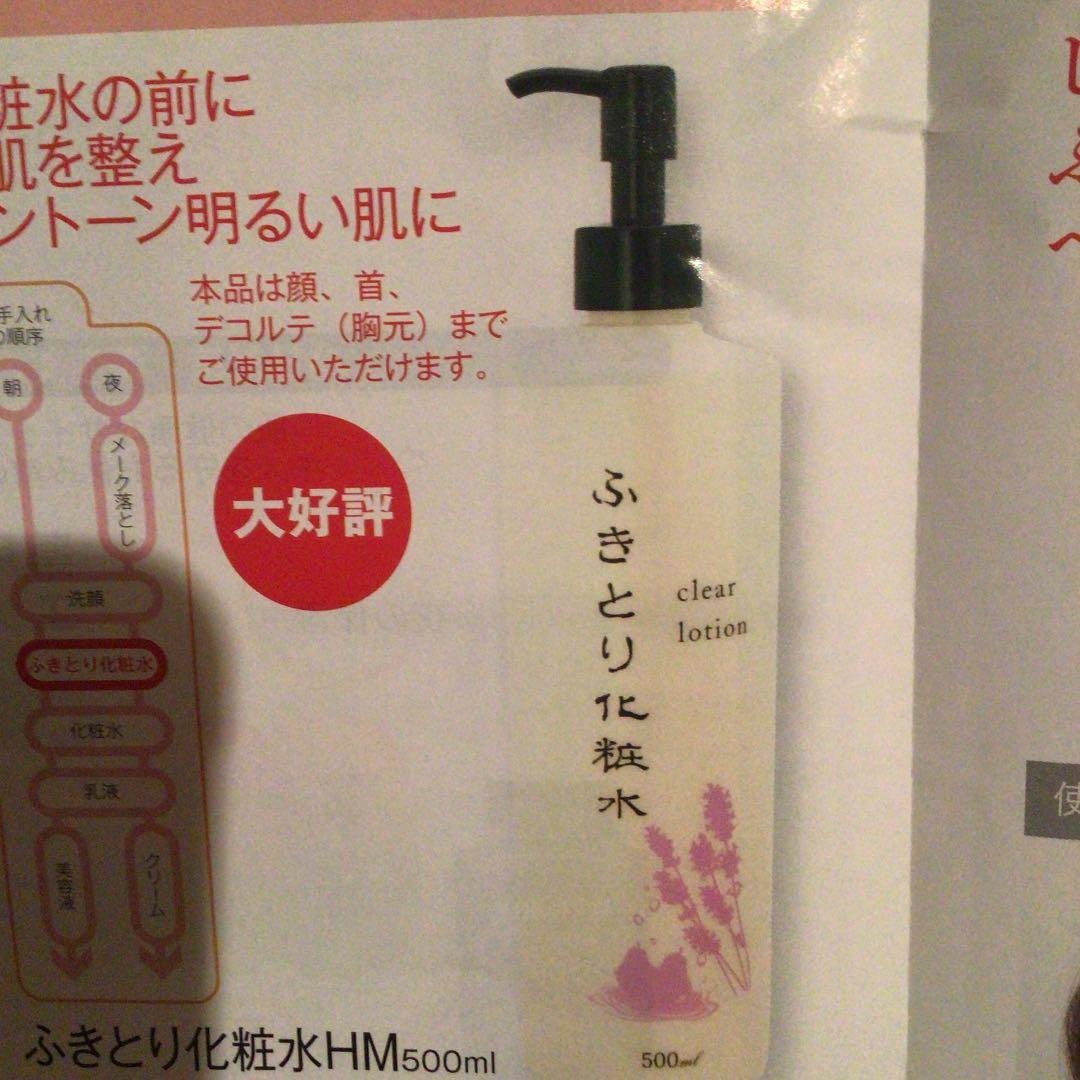 粧水の前に
肌を整え
ントーン明るい肌に
本品は顔、首、
デコルテ（胸元）まで
ご使用いただけます。
手入れ
の順序
朝
夜
メーク落とし
洗顔
ふきとり化粧水
化粧水
乳液
美容液
クリーム
大好評
ふきとり化粧水
clear
lotion
500ml
ふきとり化粧水HM500ml
使